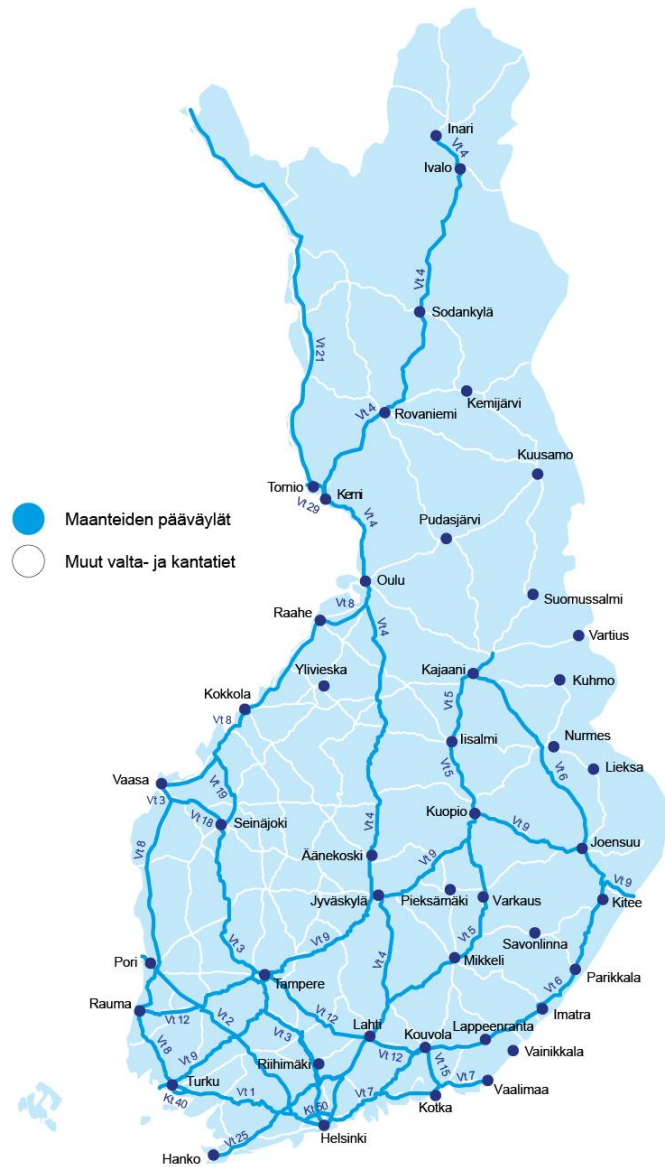 Inari
Vt 4
Ivalo
Vt 4
Sodankylä
Vt 21
Kemijärvi
Vt 4
Rovaniemi
Kuusamo
Tornio
Kemi
Vt 29
Vt 4
Maanteiden pääväylät
Pudasjärvi
Muut valta- ja kantatiet
Oulu
Suomussalmi
Vt 8
Raahe
Vt 4
Vartius
Ylivieska
Kajaani
Kuhmo
Vt 5
Kokkola
Vt 8
Iisalmi
Nurmes
Vt 5
Vt 6
Lieksa
Vaasa
Vt 3
Vt 19
Kuopio
Vt 18
Seinäjoki
Vt 4
Vt 9
Vt 8
Joensuu
Äänekoski
Vt 9
Vt 9
Jyväskylä
Pieksämäki
Varkaus
Kitee
Vt 3
Vt 9
Vt 4
Vt 5
Savonlinna
Pori
Mikkeli
Tampere
Parikkala
Vt 6
Rauma
Vt 12
Vt 2
Vt 12
Imatra
Vt 3
Lahti
Kouvola
Lappeenranta
Vt 8
Vt 9
Vt 12
Vainikkala
Riihimäki
Vt 15
Turku
Vt 1
Vt 7
Vt 7
Vaalimaa
Kt 40
Kt 50
Kotka
Helsinki
Vt 25
Hanko